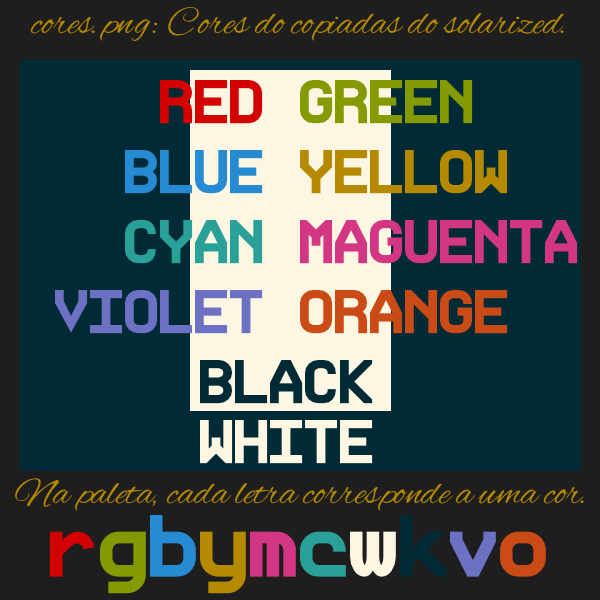 cores.png: Cores do copiadas do solarized.
RED GREEN
BLUE YELLOW
CYAN MAGUENTA
VIOLET ORANGE
BLACK
WHITE
Na paleta, cada letra corresponde a uma cor.
rgbymcwkvo